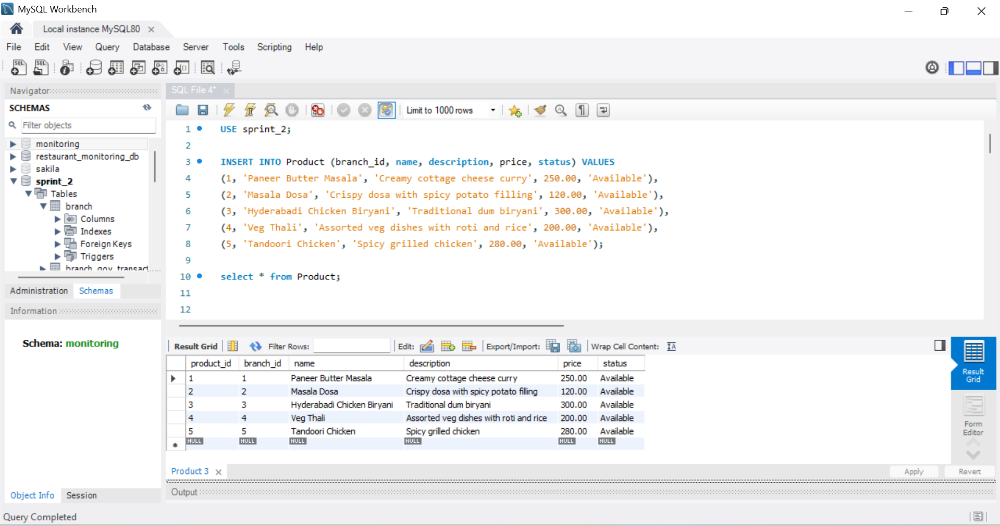 MySQL Workbench
Local instance MySQL80
File Edit View Query Database Server Tools Scripting Help
Navigator
SCHEMAS
Filter objects
monitoring
restaurant_monitoring_db
sakila
sprint_2
Tables
branch
Columns
Indexes
Foreign Keys
Triggers
branch_gov_transact
Administration Schemas
Information
Schema: monitoring
Object Info Session
SQL File 4*
Limit to 1000 rows
1 USE sprint_2;
2
3 INSERT INTO Product (branch_id, name, description, price, status) VALUES
4 (1, 'Paneer Butter Masala', 'Creamy cottage cheese curry', 250.00, 'Available'),
5 (2, 'Masala Dosa', 'Crispy dosa with spicy potato filling', 120.00, 'Available'),
6 (3, 'Hyderabadi Chicken Biryani', 'Traditional dum biryani', 300.00, 'Available'),
7 (4, 'Veg Thali', 'Assorted veg dishes with roti and rice', 200.00, 'Available'),
8 (5, 'Tandoori Chicken', 'Spicy grilled chicken', 280.00, 'Available');
9
10 select * from Product;
11
12
Result Grid Filter Rows: Edit: Export/Import: Wrap Cell Content:
product_id branch_id name description price status
1 1 Paneer Butter Masala Creamy cottage cheese curry 250.00 Available
2 2 Masala Dosa Crispy dosa with spicy potato filling 120.00 Available
3 3 Hyderabadi Chicken Biryani Traditional dum biryani 300.00 Available
4 4 Veg Thali Assorted veg dishes with roti and rice 200.00 Available
5 5 Tandoori Chicken Spicy grilled chicken 280.00 Available
NULL NULL NULL NULL NULL NULL
Result
Grid
Form
Editor
Product 3
Apply Revert
Output
Query Completed